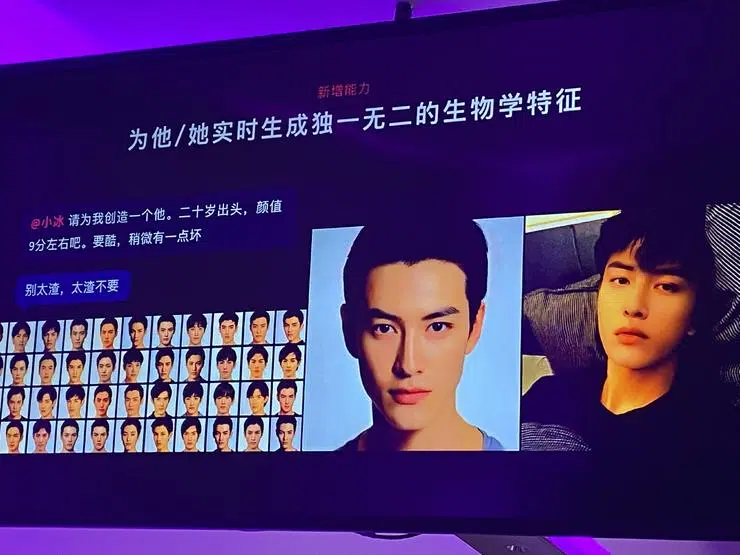 新增能力
为他/她实时生成独一无二的生物学特征
@小冰 请为我创造一个他。二十岁出头，颜值
9分左右吧。要酷，稍微有一点坏
别太渣，太渣不要